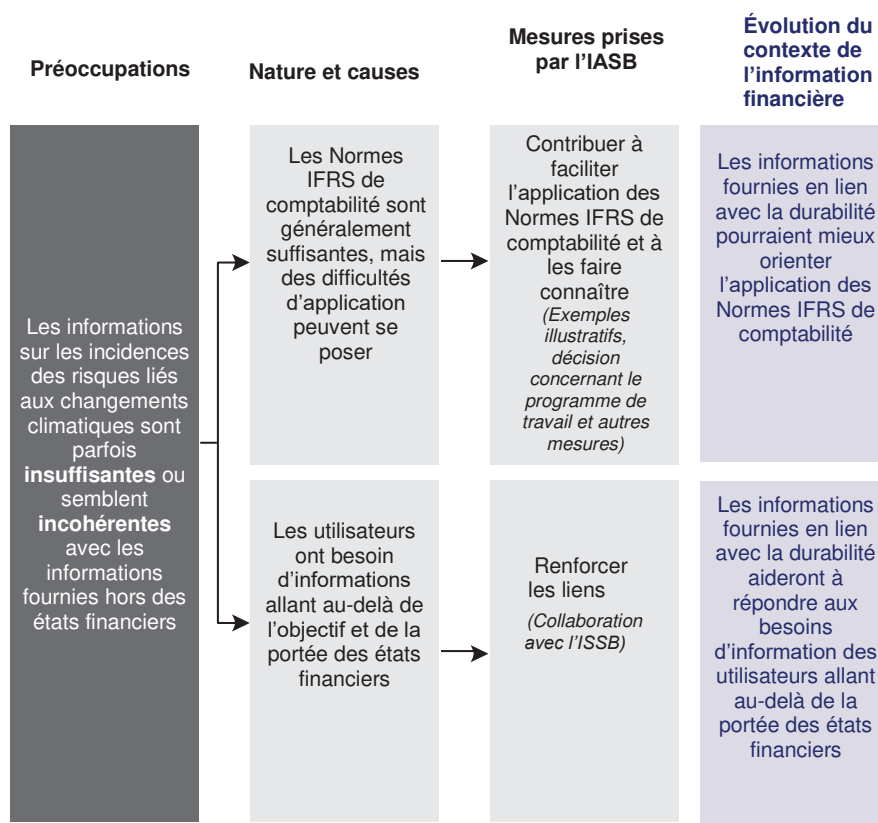 Préoccupations
Nature et causes
Mesures prises
par l'IASB
Évolution du
contexte de
l'information
financière
Les informations
sur les incidences
des risques liés
aux changements
climatiques sont
parfois
insuffisantes ou
semblent
incohérentes
avec les
informations
fournies hors des
états financiers
Les Normes
IFRS de
comptabilité sont
généralement
suffisantes, mais
des difficultés
d'application
peuvent se
poser
Contribuer à
faciliter
l'application des
Normes IFRS de
comptabilité et à
les faire
connaître
(Exemples
illustratifs,
décision
concernant le
programme de
travail et autres
mesures)
Les informations
fournies en lien
avec la durabilité
pourraient mieux
orienter
l'application des
Normes IFRS de
comptabilité
Les utilisateurs
ont besoin
d'informations
allant au-delà de
l'objectif et de la
portée des états
financiers
Renforcer
les liens
(Collaboration
avec l'ISSB)
Les informations
fournies en lien
avec la durabilité
aideront à
répondre aux
besoins
d'information des
utilisateurs allant
au-delà de la
portée des états
financiers